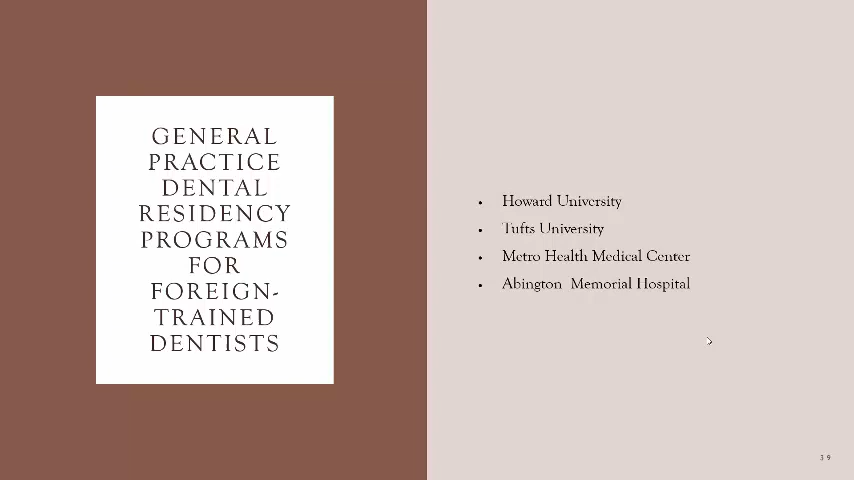 GENERAL
PRACTICE
DENTAL
RESIDENCY
PROGRAMS
FOR
FOREIGN-
TRAINED
DENTISTS
• Howard University
• Tufts University
• Metro Health Medical Center
• Abington Memorial Hospital
39